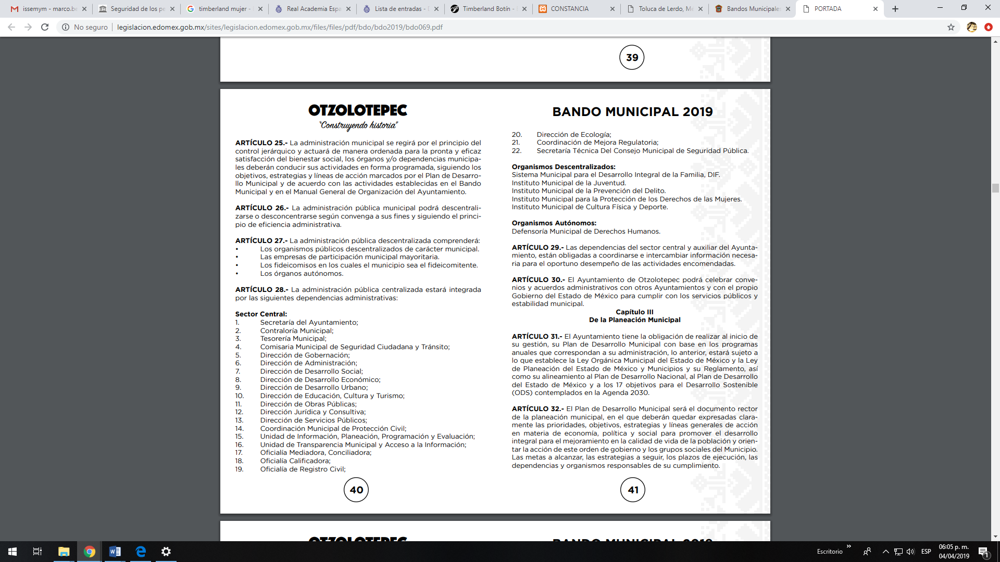 issemym - marco.be
Seguridad de los pe
timberland mujer -
Real Academia Espa
Lista de entradas -
Timberland Botín -
CONSTANCIA
Toluca de Lerdo, Mé
Bandos Municipales
PORTADA
No seguro
legislacion.edomex.gob.mx/sites/legislacion.edomex.gob.mx/files/files/pdf/bdo/bdo2019/bdo069.pdf
39
OTZOLOTEPEC
"Construyendo historia"
ARTÍCULO 25.- La administración municipal se regirá por el principio del
control jerárquico y actuará de manera ordenada para la pronta y eficaz
satisfacción del bienestar social, los órganos y/o dependencias municipa-
les deberán conducir sus actividades en forma programada, siguiendo los
objetivos, estrategias y líneas de acción marcados por el Plan de Desarro-
llo Municipal y de acuerdo con las actividades establecidas en el Bando
Municipal y en el Manual General de Organización del Ayuntamiento.
ARTÍCULO 26.- La administración pública municipal podrá descentrali-
zarse o desconcentrarse según convenga a sus fines y siguiendo el princi-
pio de eficiencia administrativa.
ARTÍCULO 27.- La administración pública descentralizada comprenderá:
• Los organismos públicos descentralizados de carácter municipal.
• Las empresas de participación municipal mayoritaria.
• Los fideicomisos en los cuales el municipio sea el fideicomitente.
• Los órganos autónomos.
ARTÍCULO 28.- La administración pública centralizada estará integrada
por las siguientes dependencias administrativas:
Sector Central:
1. Secretaría del Ayuntamiento;
2. Contraloría Municipal;
3. Tesorería Municipal;
4. Comisaria Municipal de Seguridad Ciudadana y Tránsito;
5. Dirección de Gobernación;
6. Dirección de Administración;
7. Dirección de Desarrollo Social;
8. Dirección de Desarrollo Económico;
9. Dirección de Desarrollo Urbano;
10. Dirección de Educación, Cultura y Turismo;
11. Dirección de Obras Públicas;
12. Dirección Jurídica y Consultiva;
13. Dirección de Servicios Públicos;
14. Coordinación Municipal de Protección Civil;
15. Unidad de Información, Planeación, Programación y Evaluación;
16. Unidad de Transparencia Municipal y Acceso a la Información;
17. Oficialía Mediadora, Conciliadora;
18. Oficialía Calificadora;
19. Oficialía de Registro Civil;
40
BANDO MUNICIPAL 2019
20. Dirección de Ecología;
21. Coordinación de Mejora Regulatoria;
22. Secretaría Técnica Del Consejo Municipal de Seguridad Pública.
Organismos Descentralizados:
Sistema Municipal para el Desarrollo Integral de la Familia, DIF.
Instituto Municipal de la Juventud.
Instituto Municipal de la Prevención del Delito.
Instituto Municipal para la Protección de los Derechos de las Mujeres.
Instituto Municipal de Cultura Física y Deporte.
Organismos Autónomos:
Defensoría Municipal de Derechos Humanos.
ARTÍCULO 29.- Las dependencias del sector central y auxiliar del Ayunta-
miento, están obligadas a coordinarse e intercambiar información necesa-
ria para el oportuno desempeño de las actividades encomendadas.
ARTÍCULO 30.- El Ayuntamiento de Otzolotepec podrá celebrar conve-
nios y acuerdos administrativos con otros Ayuntamientos y con el propio
Gobierno del Estado de México para cumplir con los servicios públicos y
estabilidad municipal.
Capítulo III
De la Planeación Municipal
ARTÍCULO 31.- El Ayuntamiento tiene la obligación de realizar al inicio de
su gestión, su Plan de Desarrollo Municipal con base en los programas
anuales que correspondan a su administración, lo anterior, estará sujeto a
lo que establece la Ley Orgánica Municipal del Estado de México y la Ley
de Planeación del Estado de México y Municipios y su Reglamento, así
como su alineamiento al Plan de Desarrollo Nacional, al Plan de Desarrollo
del Estado de México y a los 17 objetivos para el Desarrollo Sostenible
(ODS) contemplados en la Agenda 2030.
ARTÍCULO 32.- El Plan de Desarrollo Municipal será el documento rector
de la planeación municipal, en el que deberán quedar expresadas clara-
mente las prioridades, objetivos, estrategias y líneas generales de acción
en materia de economía, política y social para promover el desarrollo
integral para el mejoramiento en la calidad de vida de la población y orien-
tar la acción de este orden de gobierno y los grupos sociales del Municipio.
Las metas a alcanzar, las estrategias a seguir, los plazos de ejecución, las
dependencias y organismos responsables de su cumplimiento.
41
OTZOLOTEPEC
BANDO MUNICIPAL 2019
Escritorio
ESP
06:05 p. m.
04/04/2019
1